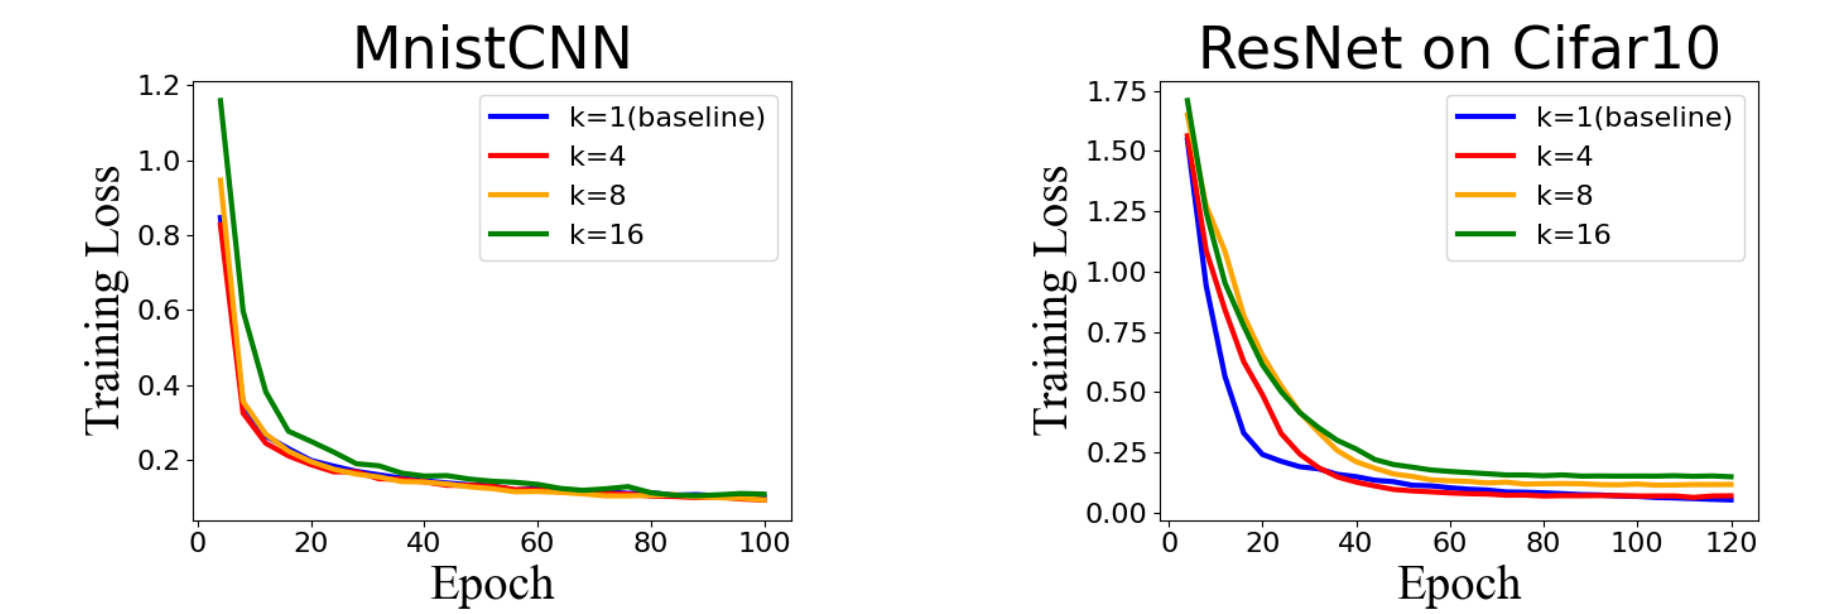 MnistCNN
1.2
1.0
0.8
0.6
0.4
0.2
Training Loss
k=1(baseline)
k=4
k=8
k=16
0
20
40
60
80
100
Epoch
ResNet on Cifar10
1.75
1.50
1.25
1.00
0.75
0.50
0.25
0.00
Training Loss
k=1(baseline)
k=4
k=8
k=16
0
20
40
60
80
100
120
Epoch